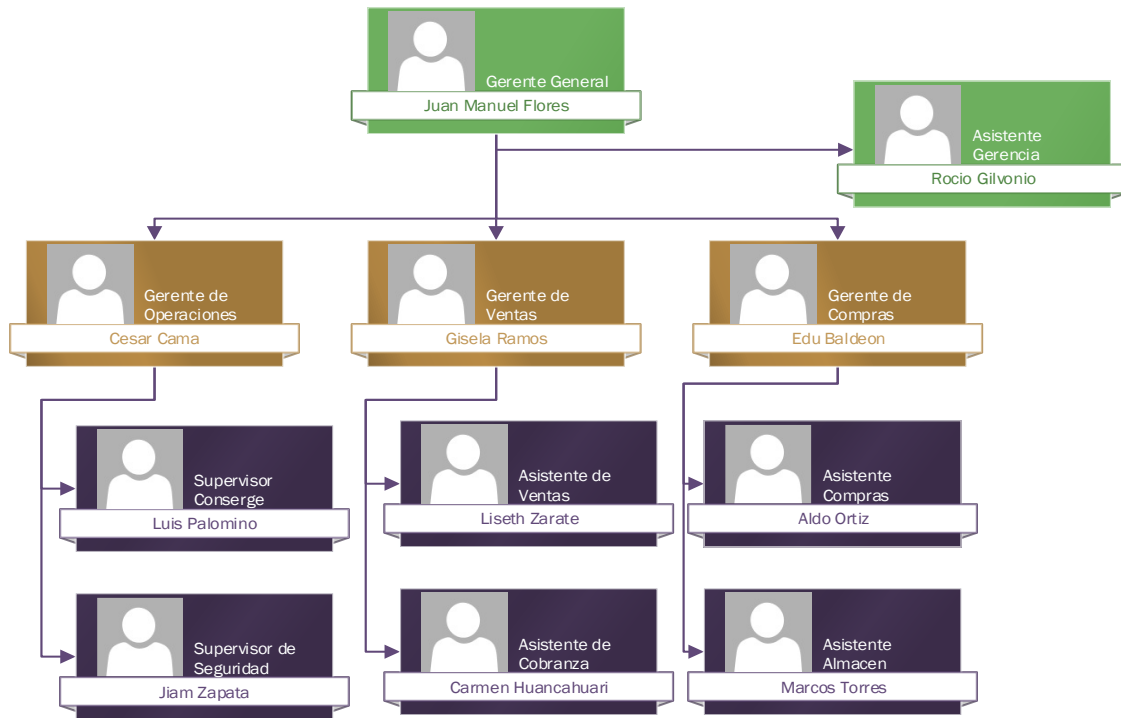 Gerente General
Juan Manuel Flores
Asistente
Gerencia
Rocio Gilvonio
Gerente de
Operaciones
Cesar Cama
Gerente de
Ventas
Gisela Ramos
Gerente de
Compras
Edu Baldeon
Supervisor
Conserge
Luis Palomino
Asistente de
Ventas
Liseth Zarate
Asistente
Compras
Aldo Ortiz
Supervisor de
Seguridad
Jiam Zapata
Asistente de
Cobranza
Carmen Huancahuari
Asistente
Almacen
Marcos Torres